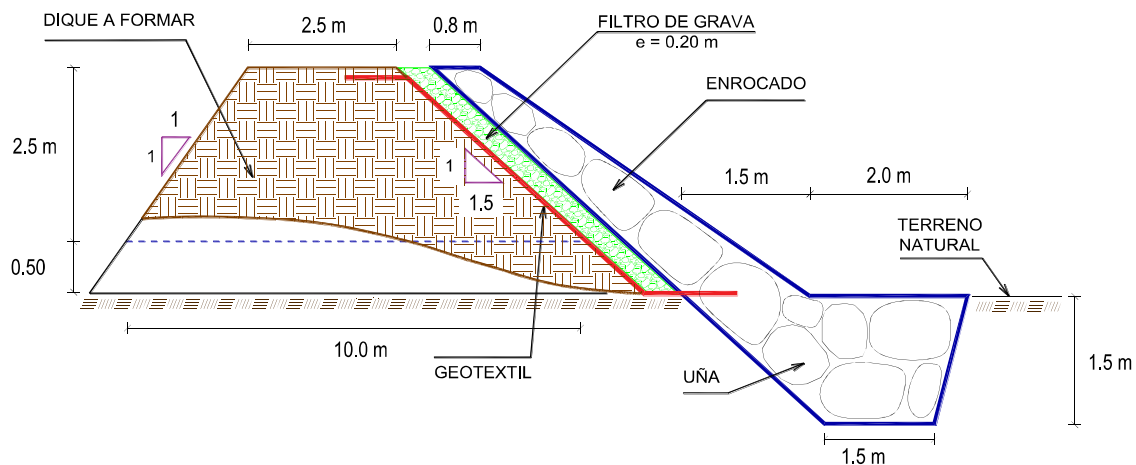 DIQUE A FORMAR
2.5 m
0.8 m
FILTRO DE GRAVA
e = 0.20 m
ENROCADO
1
1
2.5 m
1
1.5
1.5 m
2.0 m
TERRENO
NATURAL
0.50
10.0 m
GEOTEXTIL
UÑA
1.5 m
1.5 m